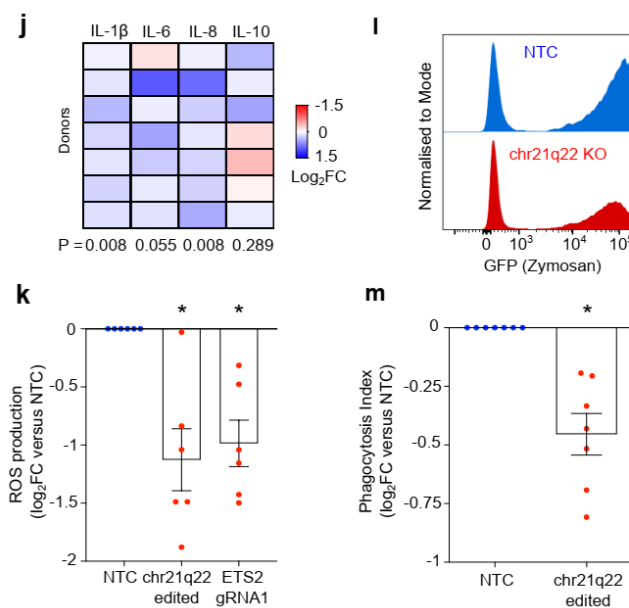 j
IL-1β IL-6 IL-8 IL-10
Donors
-1.5
0
1.5
Log₂FC
P = 0.008 0.055 0.008 0.289
l
NTC
chr21q22 KO
Normalised to Mode
0 10³ 10⁴ 10⁵
GFP (Zymosan)
k
* *
0
-0.5
-1
-1.5
-2
ROS production
(log₂FC versus NTC)
NTC chr21q22 ETS2
edited gRNA1
m
*
0
-0.25
-0.5
-0.75
-1
Phagocytosis Index
(log₂FC versus NTC)
NTC chr21q22
edited